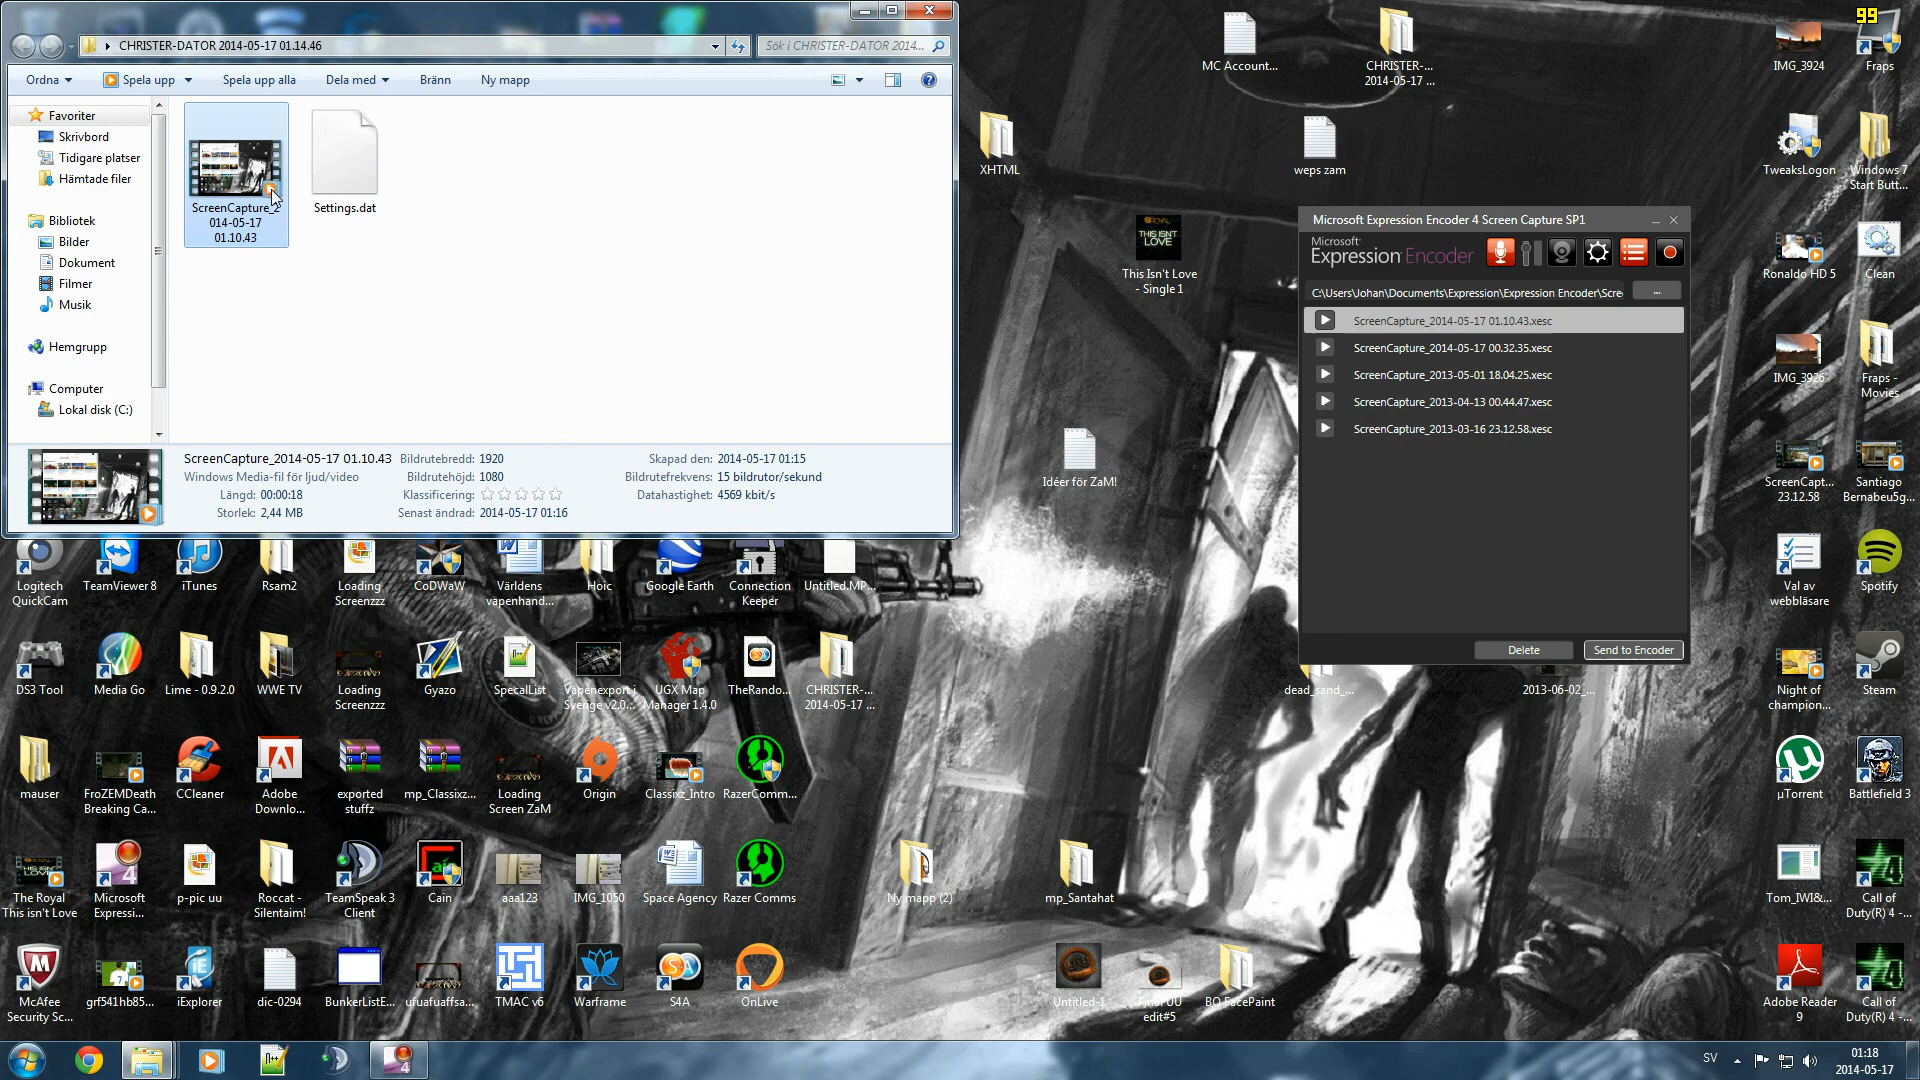 CHRISTER-DATOR 2014-05-17 01.14.46
Sök i CHRISTER-DATOR 2014...
Ordna
Spela upp
Spela upp alla
Dela med
Bränn
Ny mapp
Favoriter
Skrivbord
Tidigare platser
Hämtade filer
Bibliotek
Bilder
Dokument
Filmer
Musik
Hemgrupp
Computer
Lokal disk (C:)
ScreenCapture_2
014-05-17
01.10.43
Settings.dat
ScreenCapture_2014-05-17 01.10.43
Windows Media-fil för ljud/video
Längd: 00:00:18
Storlek: 2,44 MB
Bildrutebredd: 1920
Bildrutehöjd: 1080
Klassificering:
Senast ändrad: 2014-05-17 01:16
Skapad den: 2014-05-17 01:15
Bildrutefrekvens: 15 bildrutor/sekund
Datahastighet: 4569 kbit/s
MC Account...
CHRISTER-...
2014-05-17 ...
XHTML
weps zam
ROYAL
THIS ISN'T
LOVE
This Isn't Love
- Single 1
Idéer för ZaM!
Microsoft Expression Encoder 4 Screen Capture SP1
Microsoft
Expression Encoder
C:\Users\Johan\Documents\Expression\Expression Encoder\Scre
...
ScreenCapture_2014-05-17 01.10.43.xesc
ScreenCapture_2014-05-17 00.32.35.xesc
ScreenCapture_2013-05-01 18.04.25.xesc
ScreenCapture_2013-04-13 00.44.47.xesc
ScreenCapture_2013-03-16 23.12.58.xesc
Delete
Send to Encoder
99
IMG_3924
Fraps
TweaksLogon
Windows 7
Start Butt...
Ronaldo HD 5
Clean
IMG_3926
Fraps -
Movies
ScreenCapt...
23.12.58
Santiago
Bernabeu5g...
Val av
webbläsare
Spotify
Night of
champion...
Steam
µTorrent
Battlefield 3
Tom_IWI&...
Call of
Duty(R) 4 -...
Adobe Reader
9
Call of
Duty(R) 4 -...
Logitech
QuickCam
TeamViewer 8
iTunes
Rsam2
Loading
Screenzzz
CoDWaW
Världens
vapenhand...
Hoic
Google Earth
Connection
Keeper
Untitled.MP...
DS3 Tool
Media Go
Lime - 0.9.2.0
WWE TV
Loading
Screenzzz
Gyazo
SpecalList
Vapenexport i
Sverige v2.0...
UGX Map
Manager 1.4.0
TheRando...
CHRISTER-...
2014-05-17 ...
dead_sand_...
2013-06-02_...
mauser
FroZEMDeath
Breaking Ca...
CCleaner
Adobe
Downlo...
exported
stuffz
mp_Classixz...
Loading
Screen ZaM
Origin
Classixz_Intro
RazerComm...
The Royal
This isn't Love
Microsoft
Expressi...
p-pic uu
Roccat -
Silentaim!
TeamSpeak 3
Client
Cain
aaa123
IMG_1050
Space Agency
Razer Comms
Ny mapp (2)
mp_Santahat
McAfee
Security Sc...
grf541hb85...
iExplorer
dic-0294
BunkerListE...
ufuafuaffsa...
TMAC v6
Warframe
S4A
OnLive
Untitled-1
Final UU
edit#5
BO FacePaint
SV
01:18
2014-05-17